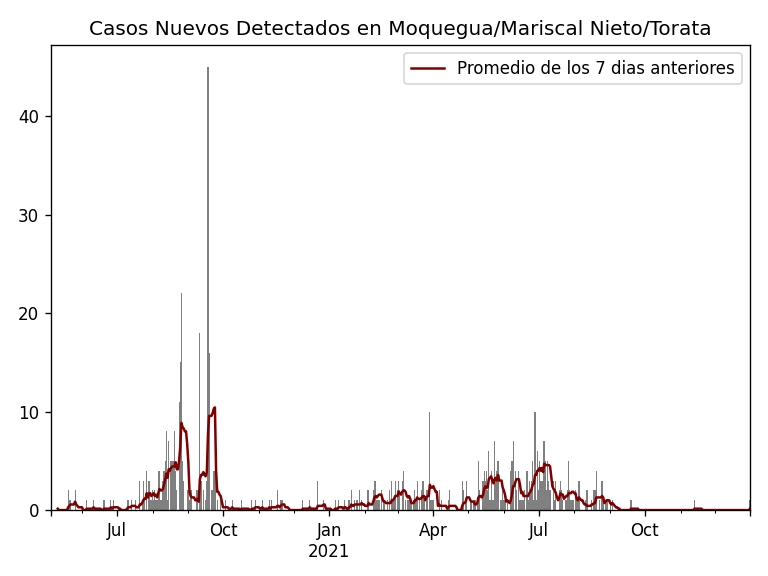 Casos Nuevos Detectados en Moquegua/Mariscal Nieto/Torata
Promedio de los 7 dias anteriores
40
30
20
10
0
Jul Oct Jan Apr Jul Oct
2021